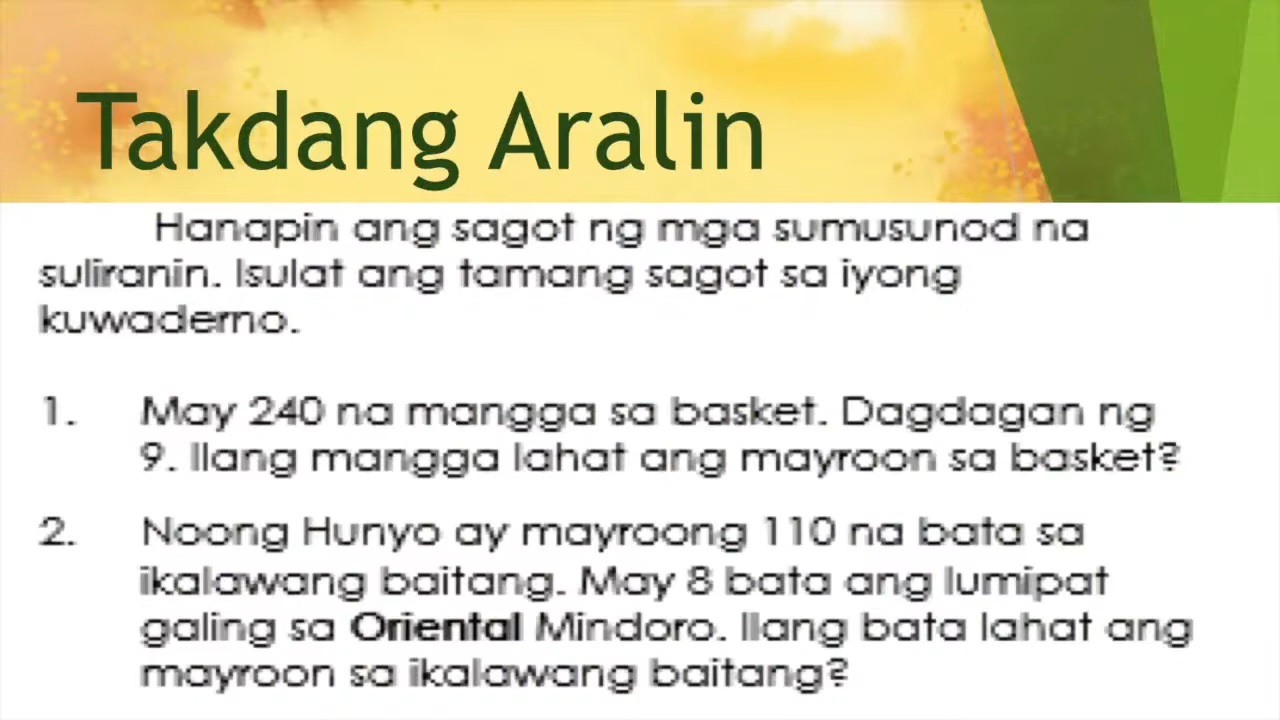 Takdang Aralin
Hanapin ang sagot ng mga sumusunod na
suliranin. Isulat ang tamang sagot sa iyong
kuwaderno.
1. May 240 na mangga sa basket. Dagdagan ng
9. Ilang mangga lahat ang mayroon sa basket?
2. Noong Hunyo ay mayroong 110 na bata sa
ikalawang baitang. May 8 bata ang lumipat
galing sa Oriental Mindoro. Ilang bata lahat ang
mayroon sa ikalawang baitang?